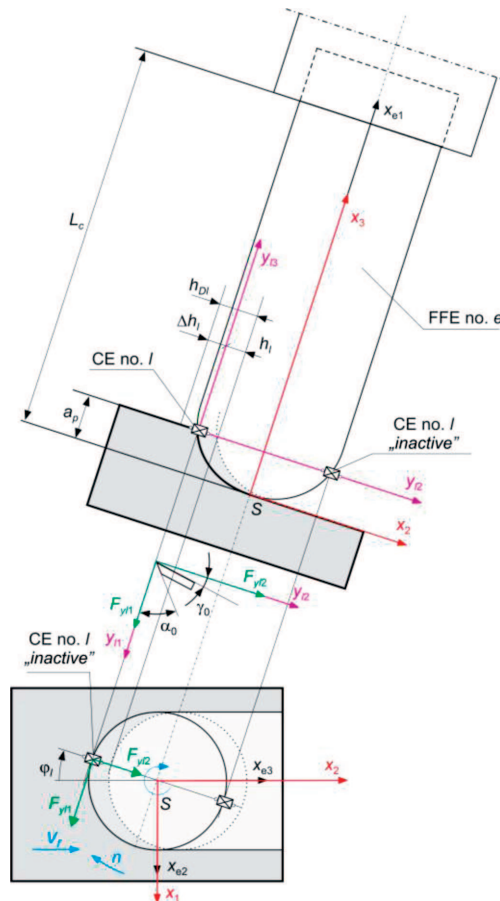 x_e1
L_c
x_3
y_l3
h_Dl
FFE no. e
Δh_l
h_l
CE no. l
a_p
CE no. l
„inactive”
y_l2
S
x_2
F_yl2
y_l2
F_yl1
γ_0
α_0
y_l1
CE no. l
„inactive”
F_yl2
x_e3
x_2
φ_l
S
F_yl1
v_f
n
x_e2
x_1